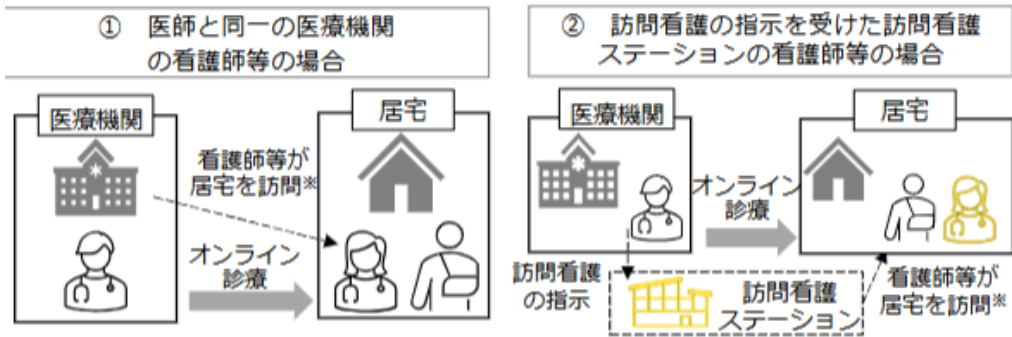 ① 医師と同一の医療機関
の看護師等の場合
医療機関
居宅
看護師等が
居宅を訪問※
オンライン
診療
② 訪問看護の指示を受けた訪問看護
ステーションの看護師等の場合
医療機関
居宅
オンライン
診療
訪問看護
の指示
訪問看護
ステーション
看護師等が
居宅を訪問※